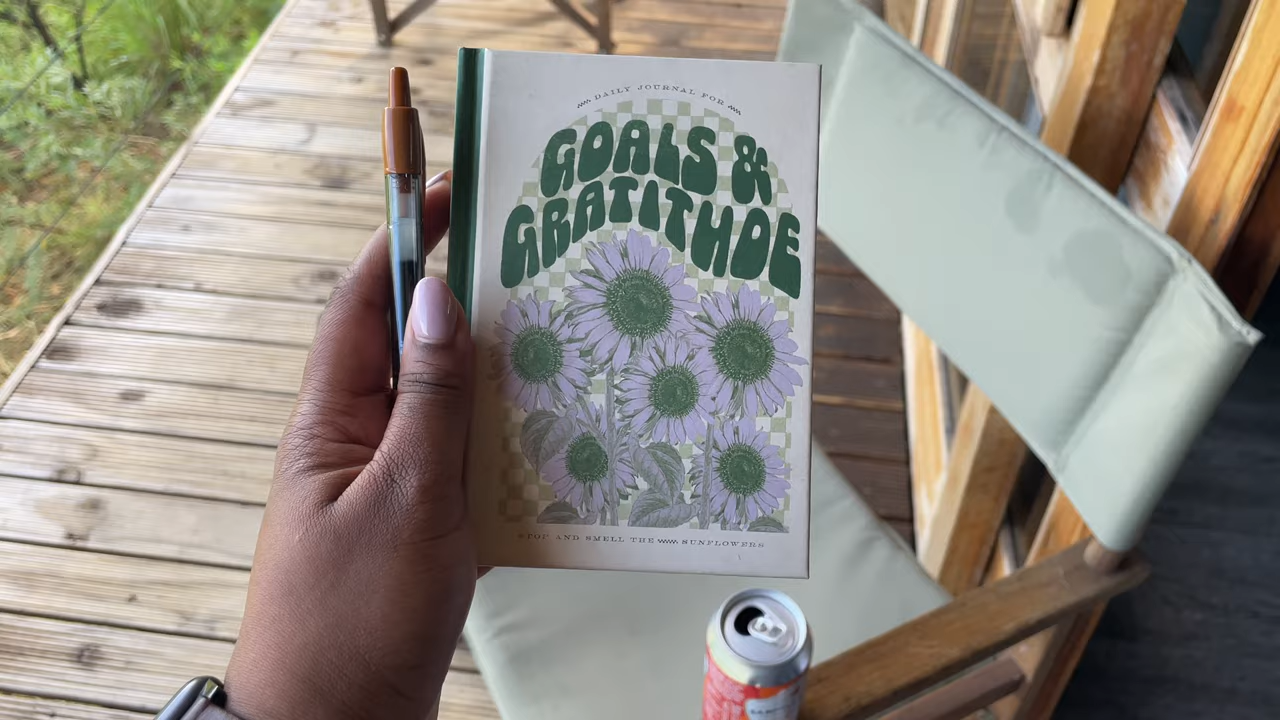 DAILY JOURNAL FOR
GOALS &
GRATITUDE
STOP AND SMELL THE SUNFLOWERS